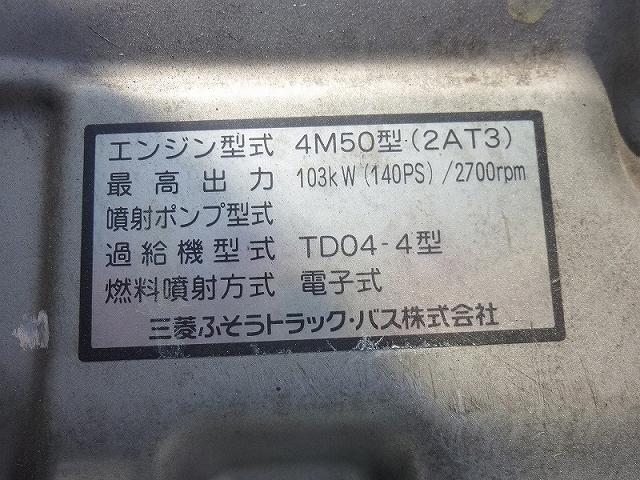 エンジン型式 4M50型(2AT3)
最高出力 103kW(140PS)/2700rpm
噴射ポンプ型式
過給機型式 TD04-4型
燃料噴射方式 電子式
三菱ふそうトラック・バス株式会社